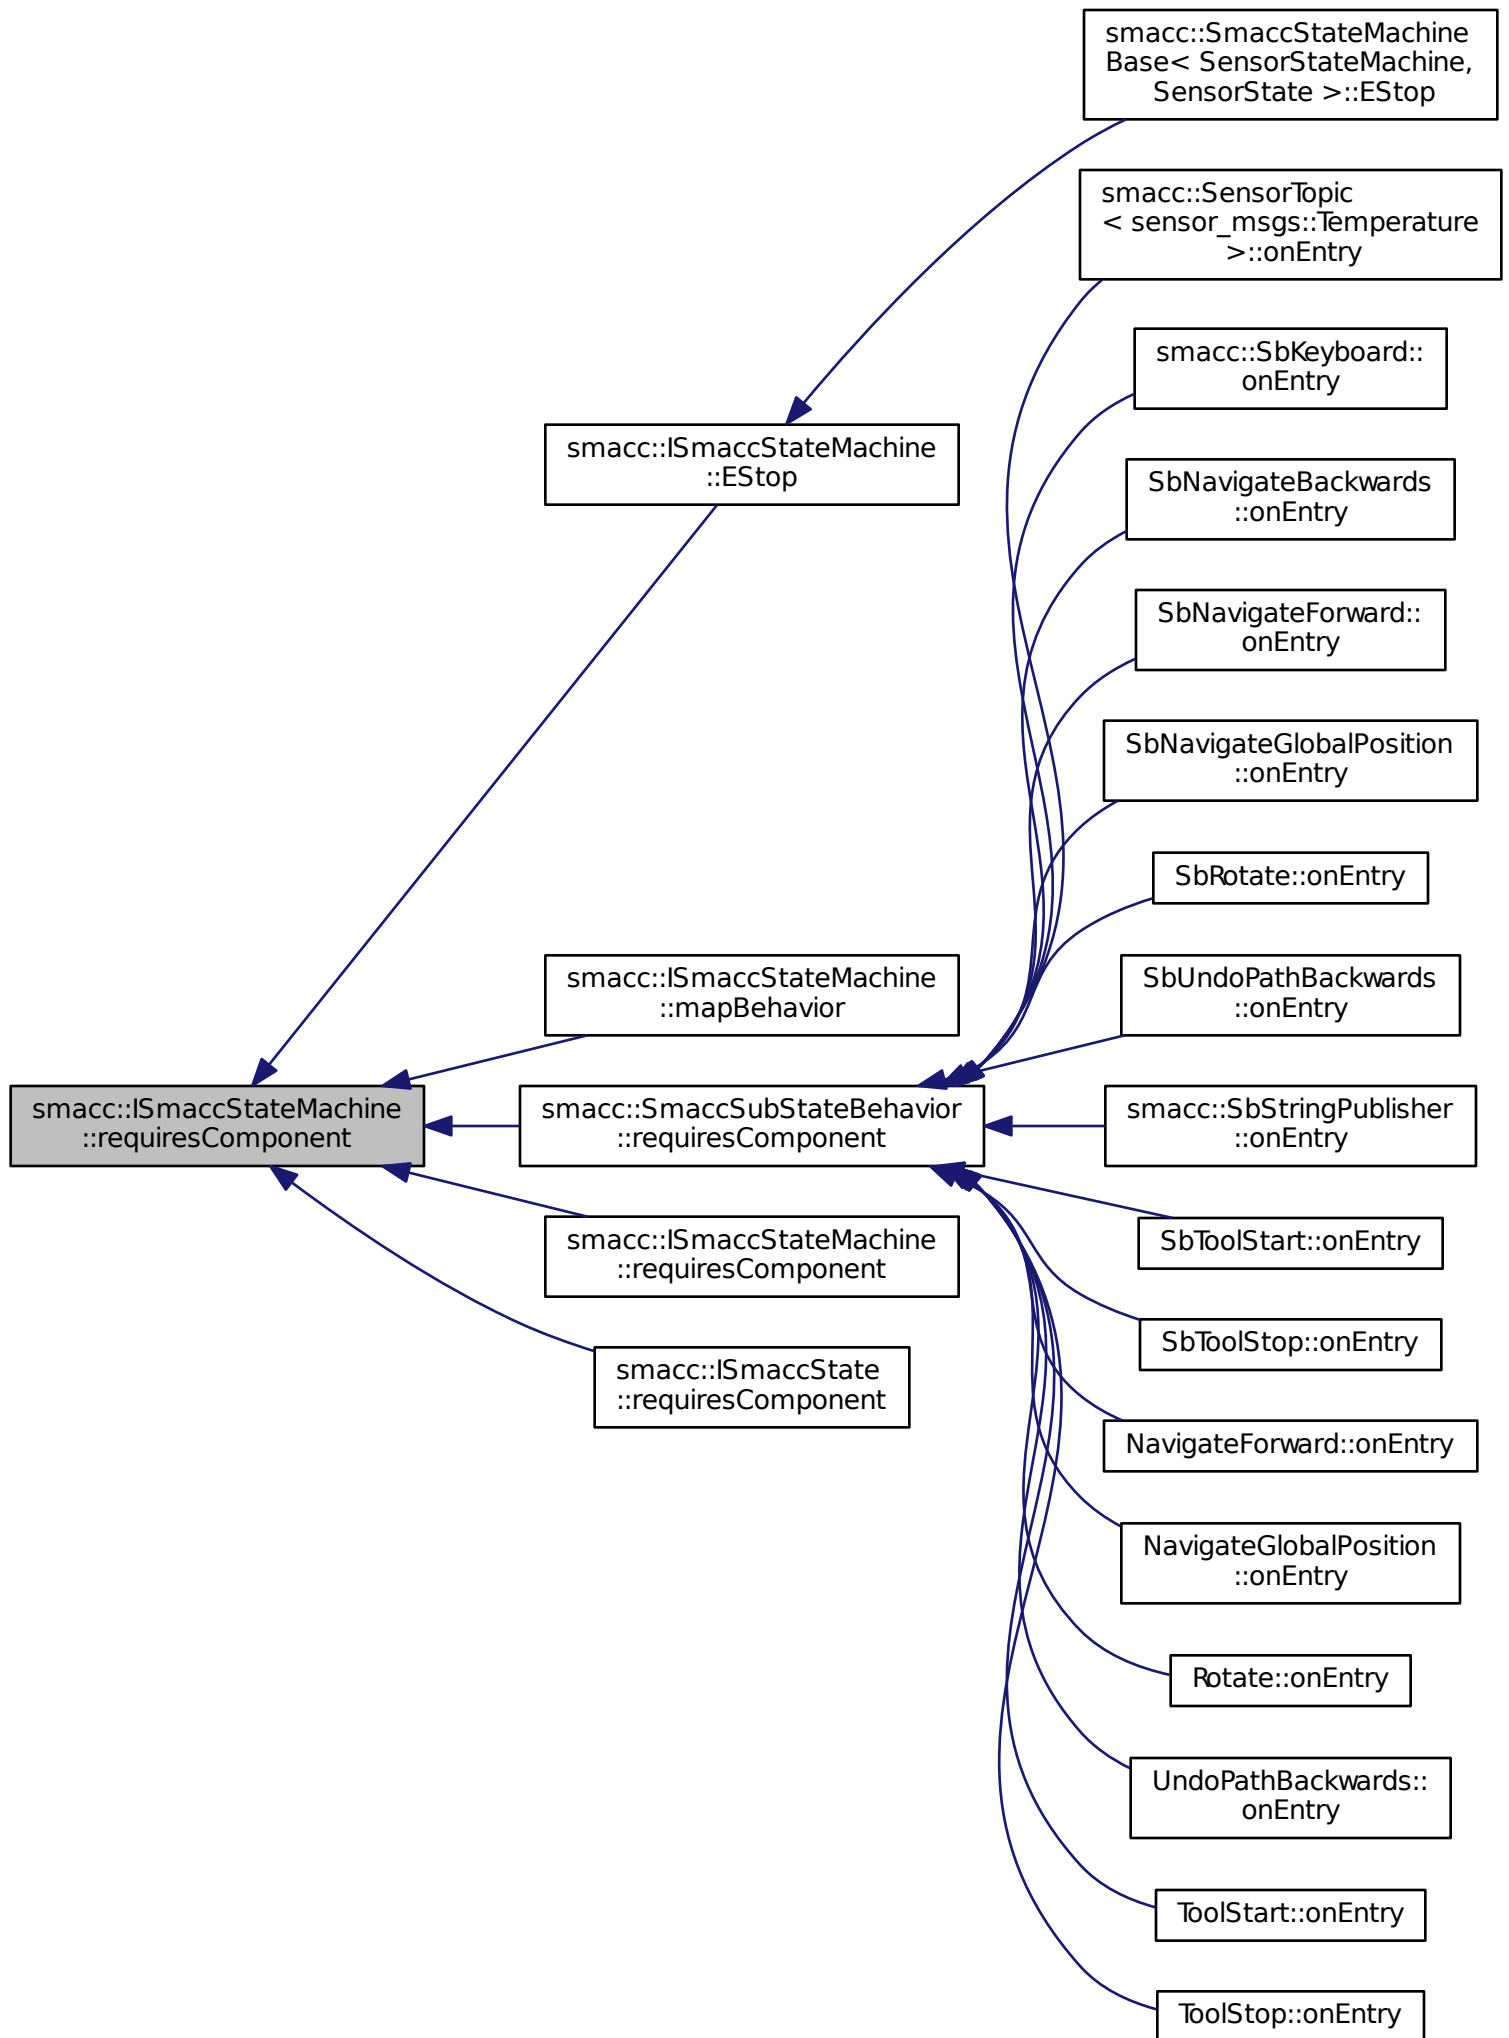 smacc::SmaccStateMachine
Base< SensorStateMachine,
SensorState >::EStop
smacc::SensorTopic
< sensor_msgs::Temperature
>::onEntry
smacc::SbKeyboard::
onEntry
smacc::ISmaccStateMachine
::EStop
SbNavigateBackwards
::onEntry
SbNavigateForward::
onEntry
SbNavigateGlobalPosition
::onEntry
SbRotate::onEntry
smacc::ISmaccStateMachine
::mapBehavior
SbUndoPathBackwards
::onEntry
smacc::ISmaccStateMachine
::requiresComponent
smacc::SmaccSubStateBehavior
::requiresComponent
smacc::SbStringPublisher
::onEntry
smacc::ISmaccStateMachine
::requiresComponent
SbToolStart::onEntry
SbToolStop::onEntry
smacc::ISmaccState
::requiresComponent
NavigateForward::onEntry
NavigateGlobalPosition
::onEntry
Rotate::onEntry
UndoPathBackwards::
onEntry
ToolStart::onEntry
ToolStop::onEntry